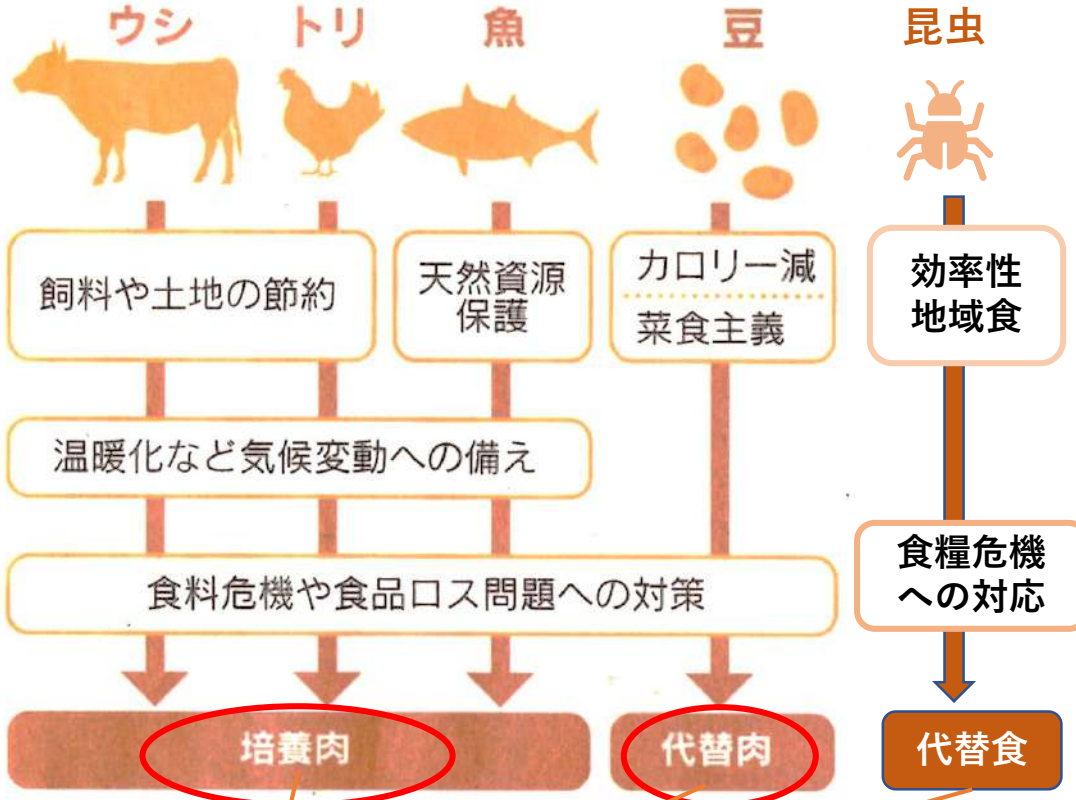 ウシ
トリ
魚
豆
昆虫
飼料や土地の節約
天然資源
保護
カロリー減
菜食主義
効率性
地域食
温暖化など気候変動への備え
食料危機や食品ロス問題への対策
食糧危機
への対応
培養肉
代替肉
代替食